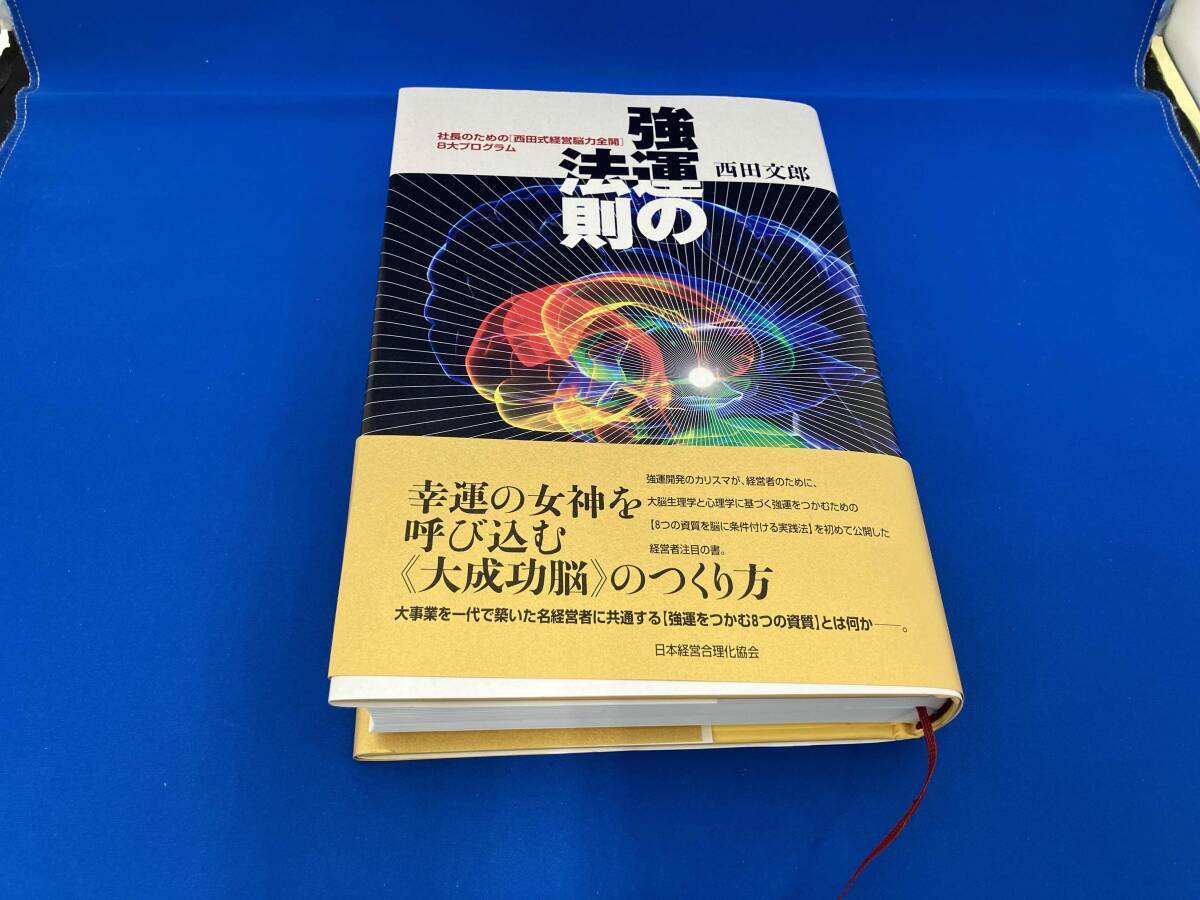 社長のための[西田式経営脳力全開]
8大プログラム
強運の
法則
西田文郎
幸運の女神を
呼び込む
《大成功脳》のつくり方
強運開発のカリスマが、経営者のために、
大脳生理学と心理学に基づく強運をつかむための
【8つの資質を脳に条件付ける実践法】を初めて公開した
経営者注目の書。
大事業を一代で築いた名経営者に共通する【強運をつかむ8つの資質】とは何か──。
日本経営合理化協会